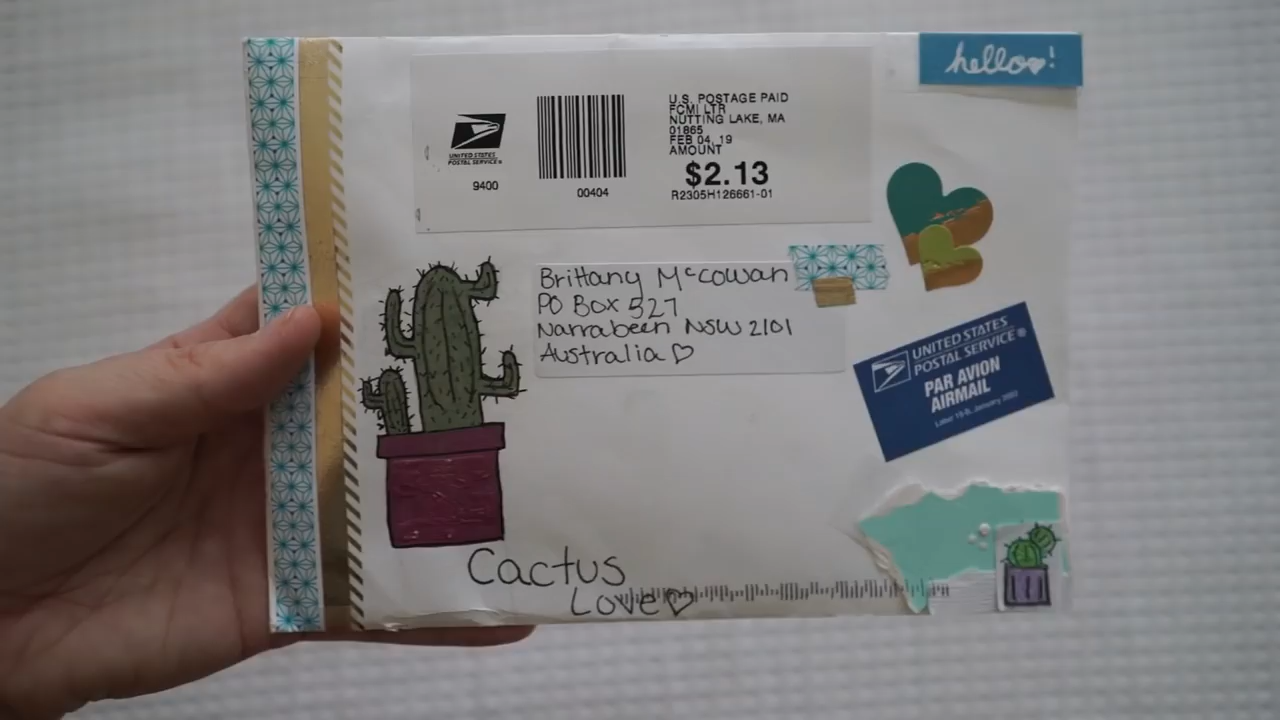 hello!
UNITED STATES
POSTAL SERVICE®
9400
00404
U.S. POSTAGE PAID
FCMI LTR
NUTTING LAKE, MA
01865
FEB 04, 19
AMOUNT
$2.13
R2305H126661-01
Brittany McCowan
PO Box 527
Narrabeen NSW 2101
Australia ♡
UNITED STATES
POSTAL SERVICE®
PAR AVION
AIRMAIL
Cactus
Love ♡